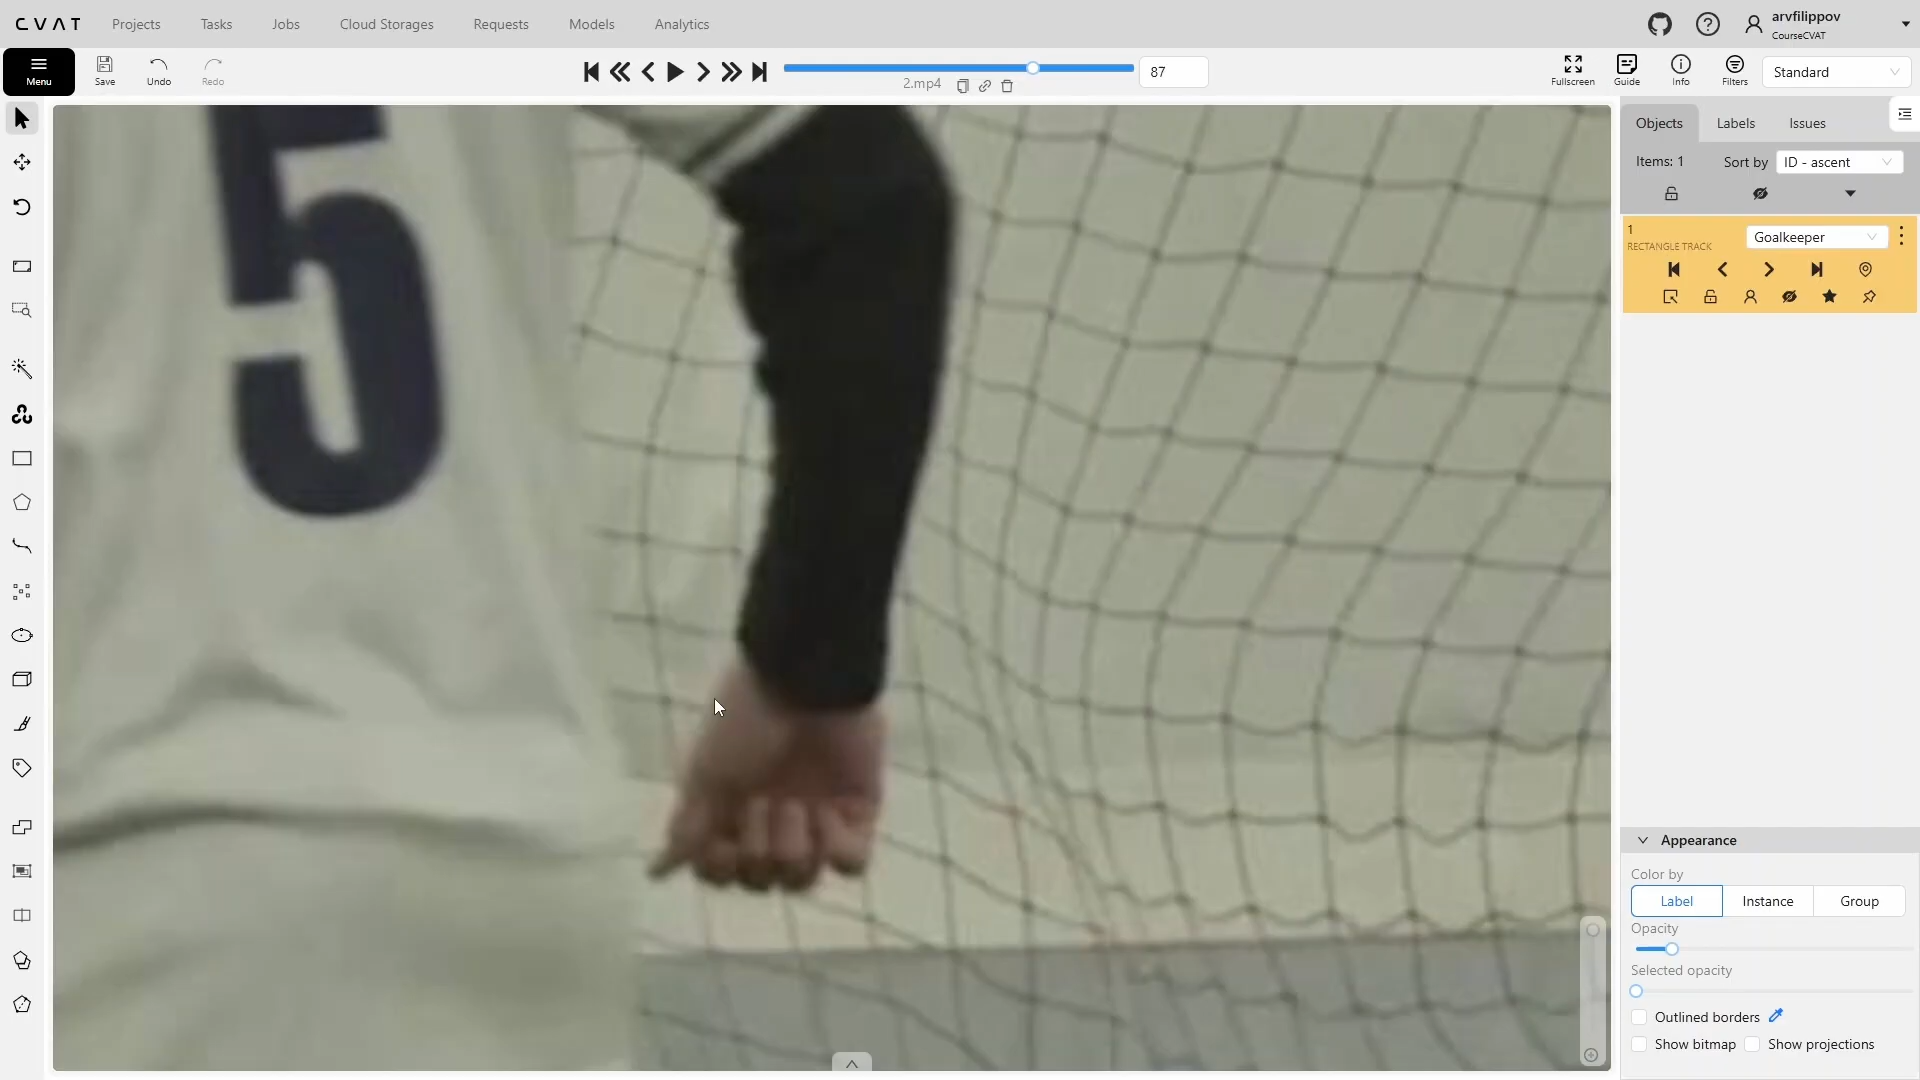 CVAT Projects Tasks Jobs Cloud Storages Requests Models Analytics arvfilippov
CourseCVAT
Menu Save Undo Redo 2.mp4 87 Fullscreen Guide Info Filters Standard
Objects Labels Issues
Items: 1 Sort by ID - ascent
1 Goalkeeper
RECTANGLE TRACK
5
Appearance
Color by
Label Instance Group
Opacity
Selected opacity
Outlined borders
Show bitmap Show projections